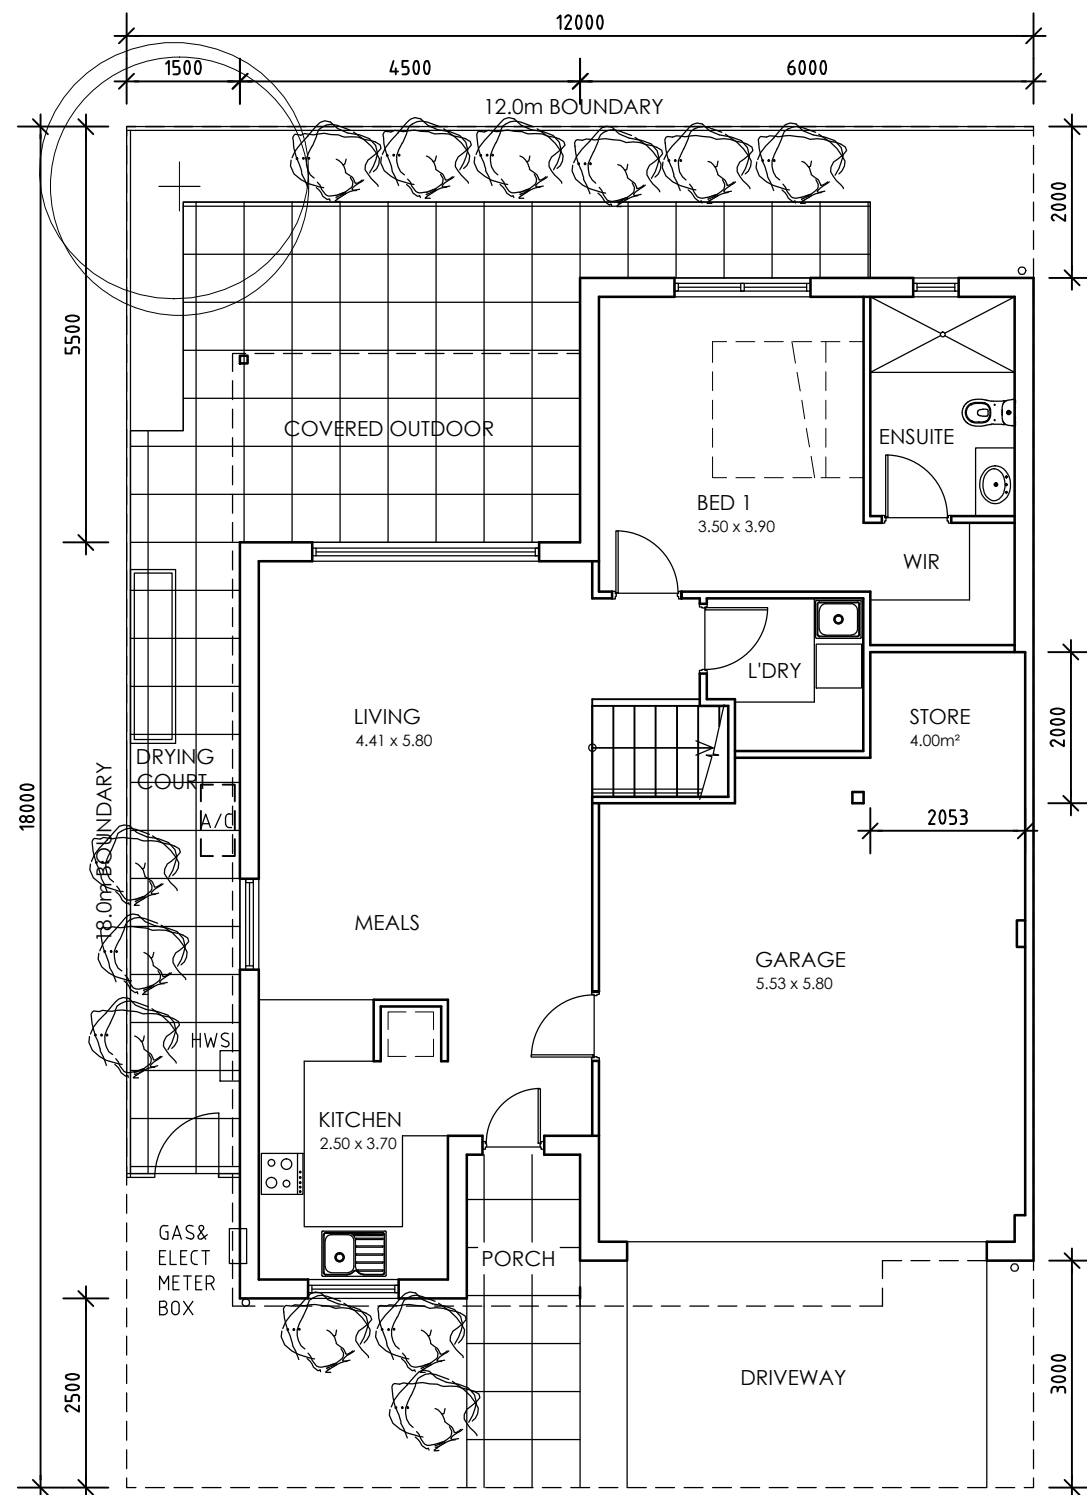 12000
1500
4500
6000
12.0m BOUNDARY
2000
5500
COVERED OUTDOOR
ENSUITE
BED 1
3.50 x 3.90
WIR
L'DRY
LIVING
4.41 x 5.80
STORE
4.00m²
2000
DRYING
COURT
18000
18.0m BOUNDARY
A/C
2053
MEALS
GARAGE
5.53 x 5.80
HWS
KITCHEN
2.50 x 3.70
GAS&
ELECT
METER
BOX
PORCH
2500
DRIVEWAY
3000